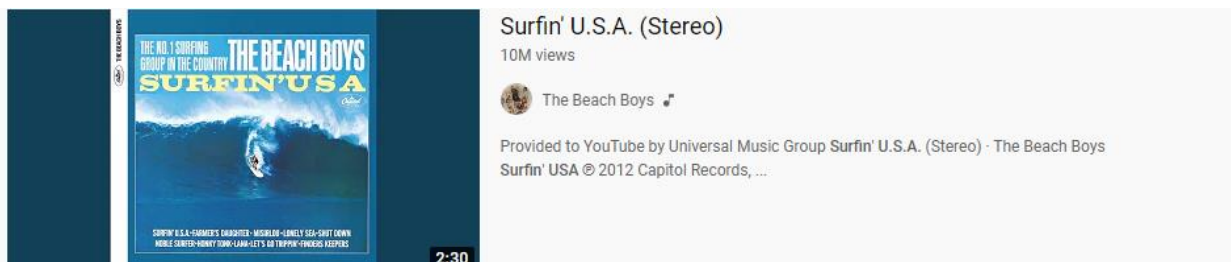 THE BEACH BOYS
THE NO.1 SURFING
GROUP IN THE COUNTRY THE BEACH BOYS
SURFIN' USA
Capitol
SURFIN' U.S.A.•FARMER'S DAUGHTER•MISIRLOU•LONELY SEA•SHUT DOWN
NOBLE SURFER•HONKY TONK•LANA•LET'S GO TRIPPIN'•FINDERS KEEPERS
2:30
Surfin' U.S.A. (Stereo)
10M views
The Beach Boys
Provided to YouTube by Universal Music Group Surfin' U.S.A. (Stereo) · The Beach Boys
Surfin' USA ℗ 2012 Capitol Records, ...